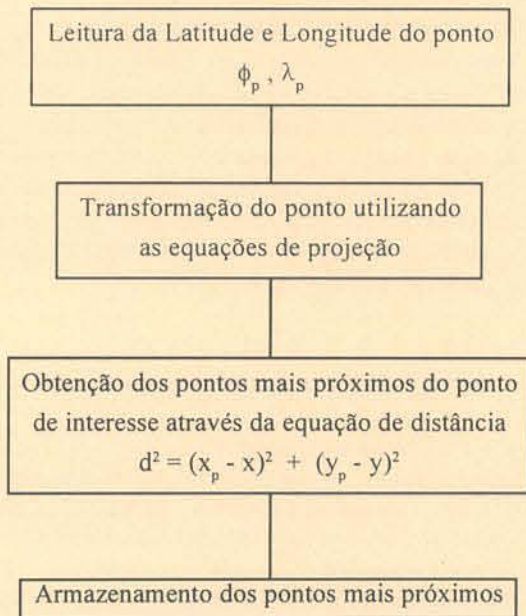 Leitura da Latitude e Longitude do ponto
ϕₚ , λₚ
Transformação do ponto utilizando
as equações de projeção
Obtenção dos pontos mais próximos do ponto
de interesse através da equação de distância
d² = (xₚ - x)² + (yₚ - y)²
Armazenamento dos pontos mais próximos